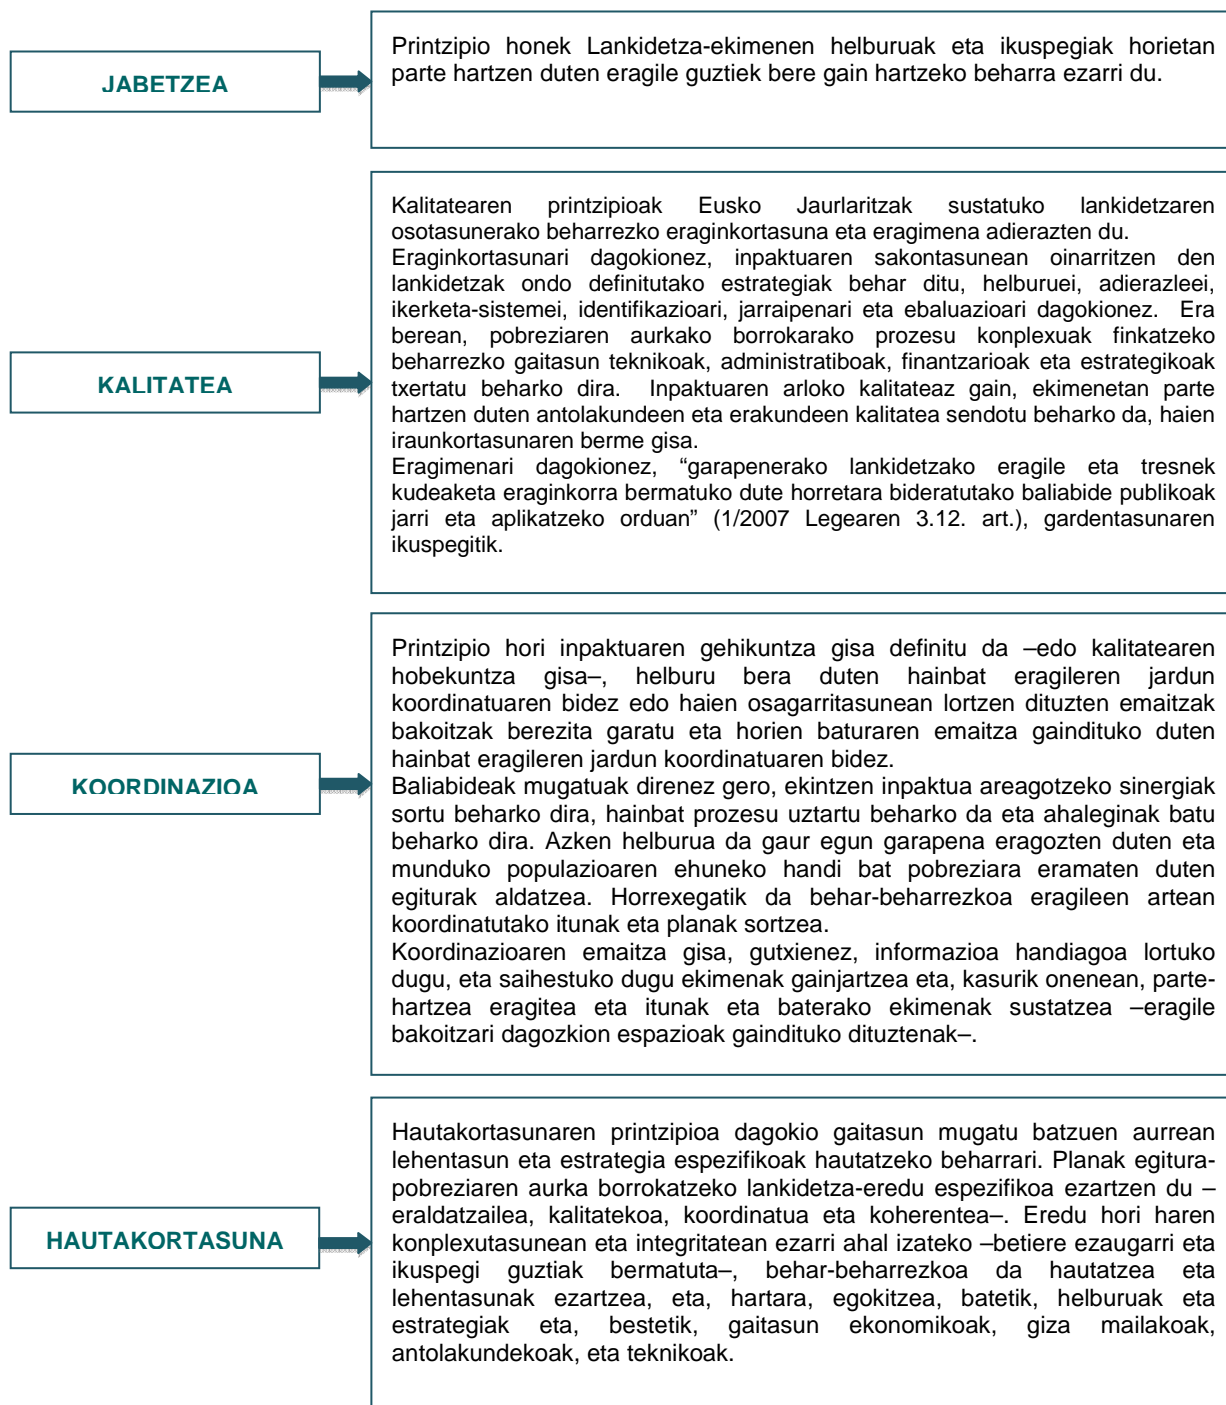 JABETZEA
Printzipio honek Lankidetza-ekimenen helburuak eta ikuspegiak horietan
parte hartzen duten eragile guztiek bere gain hartzeko beharra ezarri du.
KALITATEA
Kalitatearen printzipioak Eusko Jaurlaritzak sustatuko lankidetzaren
osotasunerako beharrezko eraginkortasuna eta eragimena adierazten du.
Eraginkortasunari dagokionez, inpaktuaren sakontasunean oinarritzen den
lankidetzak ondo definitutako estrategiak behar ditu, helburuei, adierazleei,
ikerketa-sistemei, identifikazioari, jarraipenari eta ebaluazioari dagokionez. Era
berean, pobreziaren aurkako borrokarako prozesu konplexuak finkatzeko
beharrezko gaitasun teknikoak, administratiboak, finantzarioak eta estrategikoak
txertatu beharko dira. Inpaktuaren arloko kalitateaz gain, ekimenetan parte
hartzen duten antolakundeen eta erakundeen kalitatea sendotu beharko da, haien
iraunkortasunaren berme gisa.
Eragimenari dagokionez, “garapenerako lankidetzako eragile eta tresnek
kudeaketa eraginkorra bermatuko dute horretara bideratutako baliabide publikoak
jarri eta aplikatzeko orduan” (1/2007 Legearen 3.12. art.), gardentasunaren
ikuspegitik.
KOORDINAZIOA
Printzipio hori inpaktuaren gehikuntza gisa definitu da –edo kalitatearen
hobekuntza gisa–, helburu bera duten hainbat eragileren jardun
koordinatuaren bidez edo haien osagarritasunean lortzen dituzten emaitzak
bakoitzak berezita garatu eta horien baturaren emaitza gaindituko duten
hainbat eragileren jardun koordinatuaren bidez.
Baliabideak mugatuak direnez gero, ekintzen inpaktua areagotzeko sinergiak
sortu beharko dira, hainbat prozesu uztartu beharko da eta ahaleginak batu
beharko dira. Azken helburua da gaur egun garapena eragozten duten eta
munduko populazioaren ehuneko handi bat pobreziara eramaten duten
egiturak aldatzea. Horrexegatik da behar-beharrezkoa eragileen artean
koordinatutako itunak eta planak sortzea.
Koordinazioaren emaitza gisa, gutxienez, informazioa handiagoa lortuko
dugu, eta saihestuko dugu ekimenak gainjartzea eta, kasurik onenean, parte-
hartzea eragitea eta itunak eta baterako ekimenak sustatzea –eragile
bakoitzari dagozkion espazioak gaindituko dituztenak–.
HAUTAKORTASUNA
Hautakortasunaren printzipioa dagokio gaitasun mugatu batzuen aurrean
lehentasun eta estrategia espezifikoak hautatzeko beharrari. Planak egitura-
pobreziaren aurka borrokatzeko lankidetza-eredu espezifikoa ezartzen du –
eraldatzailea, kalitatekoa, koordinatua eta koherentea–. Eredu hori haren
konplexutasunean eta integritatean ezarri ahal izateko –betiere ezaugarri eta
ikuspegi guztiak bermatuta–, behar-beharrezkoa da hautatzea eta
lehentasunak ezartzea, eta, hartara, egokitzea, batetik, helburuak eta
estrategiak eta, bestetik, gaitasun ekonomikoak, giza mailakoak,
antolakundekoak, eta teknikoak.